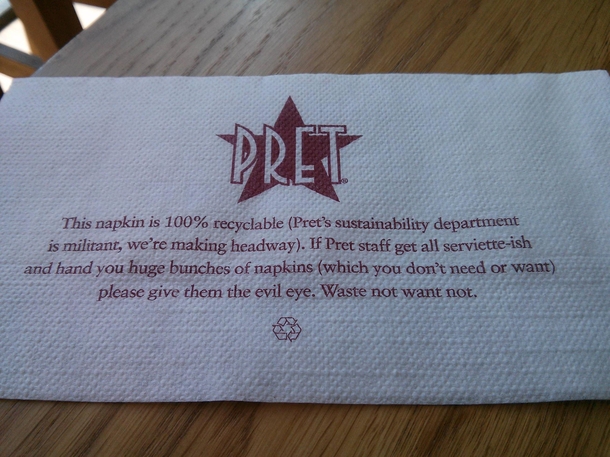 PRET
This napkin is 100% recyclable (Pret's sustainability department
is militant, we're making headway). If Pret staff get all serviette-ish
and hand you huge bunches of napkins (which you don't need or want)
please give them the evil eye. Waste not want not.